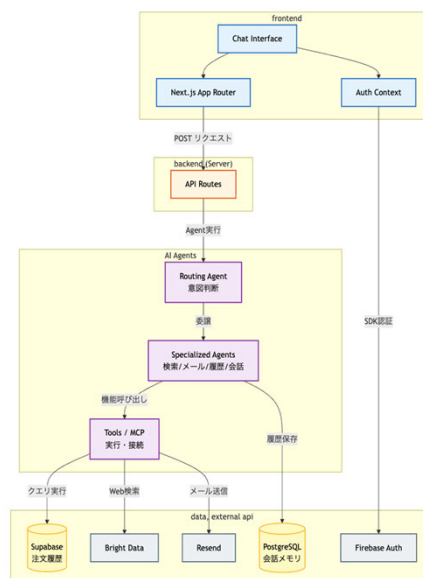 frontend
Chat Interface
Next.js App Router
Auth Context
POST リクエスト
backend (Server)
API Routes
Agent実行
AI Agents
Routing Agent
意図判断
委譲
SDK認証
Specialized Agents
検索/メール/履歴/会話
機能呼び出し
Tools / MCP
実行・接続
履歴保存
クエリ実行
Web検索
メール送信
data, external api
Supabase
注文履歴
Bright Data
Resend
PostgreSQL
会話メモリ
Firebase Auth